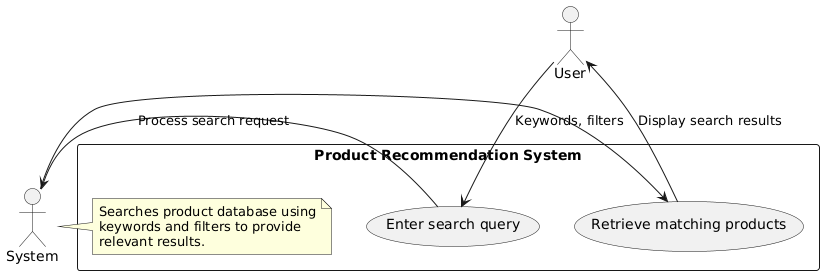 User
Process search request
Keywords, filters
Display search results
Product Recommendation System
Searches product database using
keywords and filters to provide
relevant results.
Enter search query
Retrieve matching products
System